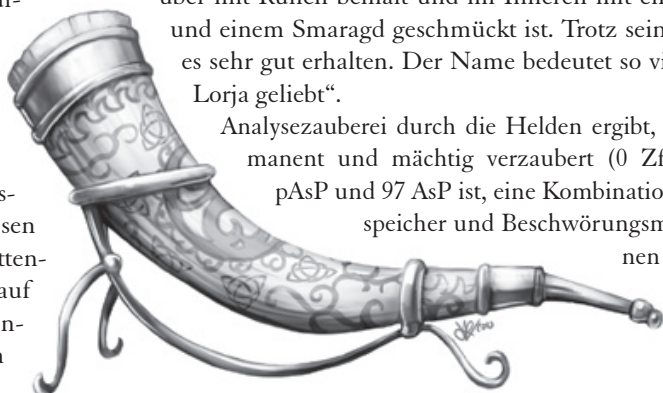 s-
sen
tten-
auf
n-
über mit Runen bemalt und im Inneren mit
und einem Smaragd geschmückt ist. Trotz sein
es sehr gut erhalten. Der Name bedeutet so vi
Lorja geliebt“.
Analysezauberei durch die Helden ergibt,
manent und mächtig verzaubert (0 Zf
pAsP und 97 AsP ist, eine Kombinatio
speicher und Beschwörungsm
nen